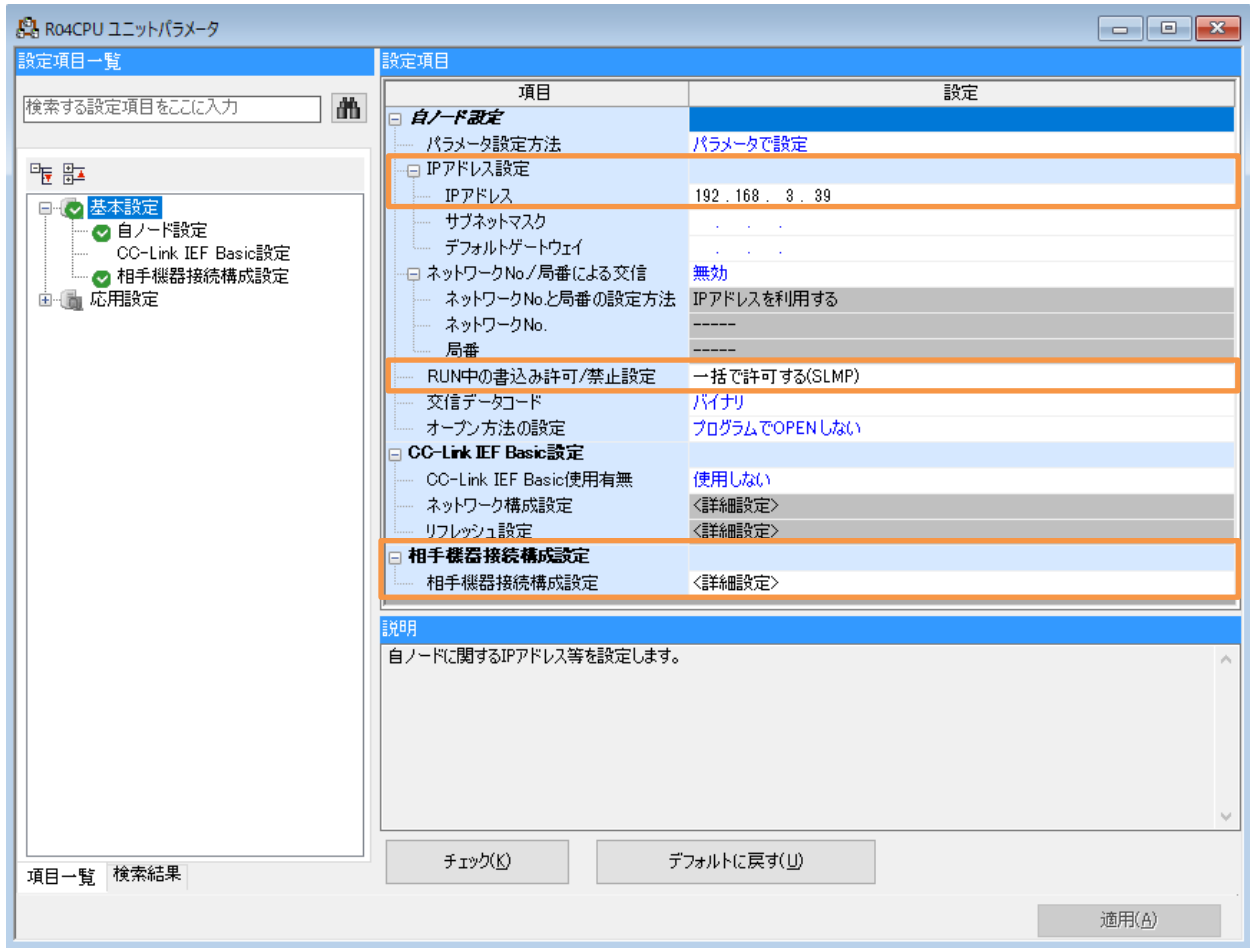 R04CPU ユニットパラメータ
設定項目一覧
検索する設定項目をここに入力
基本設定
自ノード設定
CC-Link IEF Basic設定
相手機器接続構成設定
応用設定
項目一覧 検索結果
設定項目
項目 設定
自ノード設定
パラメータ設定方法 パラメータで設定
IPアドレス設定
IPアドレス 192 . 168 . 3 . 39
サブネットマスク . . .
デフォルトゲートウェイ . . .
ネットワークNo/局番による交信 無効
ネットワークNo.と局番の設定方法 IPアドレスを利用する
ネットワークNo. -----
局番 -----
RUN中の書込み許可/禁止設定 一括で許可する(SLMP)
交信データコード バイナリ
オープン方法の設定 プログラムでOPENしない
CC-Link IEF Basic設定
CC-Link IEF Basic使用有無 使用しない
ネットワーク構成設定 <詳細設定>
リフレッシュ設定 <詳細設定>
相手機器接続構成設定
相手機器接続構成設定 <詳細設定>
説明
自ノードに関するIPアドレス等を設定します。
チェック(K) デフォルトに戻す(U)
適用(A)